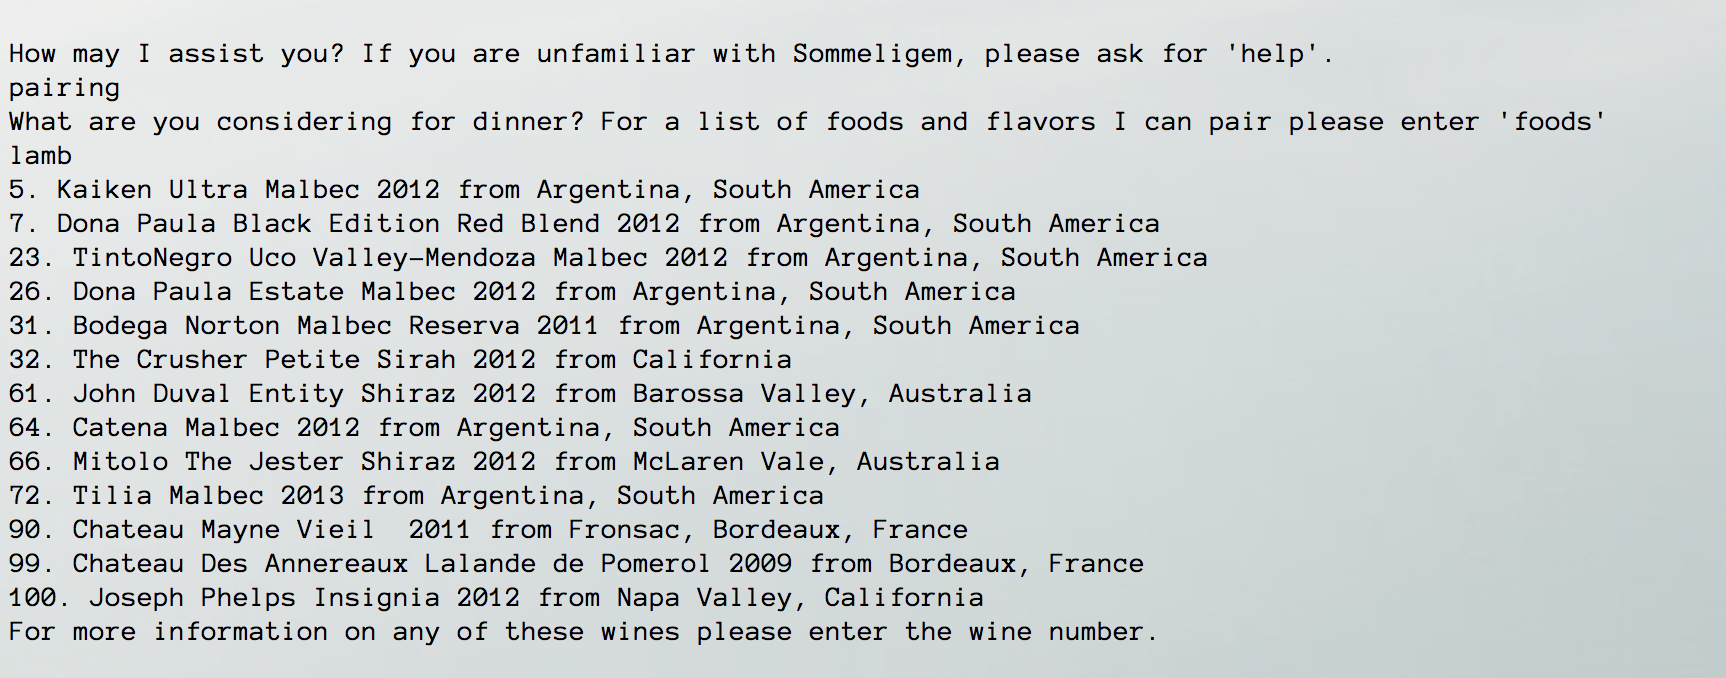 How may I assist you? If you are unfamiliar with Sommeligem, please ask for 'help'.
pairing
What are you considering for dinner? For a list of foods and flavors I can pair please enter 'foods'
lamb
5. Kaiken Ultra Malbec 2012 from Argentina, South America
7. Dona Paula Black Edition Red Blend 2012 from Argentina, South America
23. TintoNegro Uco Valley-Mendoza Malbec 2012 from Argentina, South America
26. Dona Paula Estate Malbec 2012 from Argentina, South America
31. Bodega Norton Malbec Reserva 2011 from Argentina, South America
32. The Crusher Petite Sirah 2012 from California
61. John Duval Entity Shiraz 2012 from Barossa Valley, Australia
64. Catena Malbec 2012 from Argentina, South America
66. Mitolo The Jester Shiraz 2012 from McLaren Vale, Australia
72. Tilia Malbec 2013 from Argentina, South America
90. Chateau Mayne Vieil  2011 from Fronsac, Bordeaux, France
99. Chateau Des Annereaux Lalande de Pomerol 2009 from Bordeaux, France
100. Joseph Phelps Insignia 2012 from Napa Valley, California
For more information on any of these wines please enter the wine number.